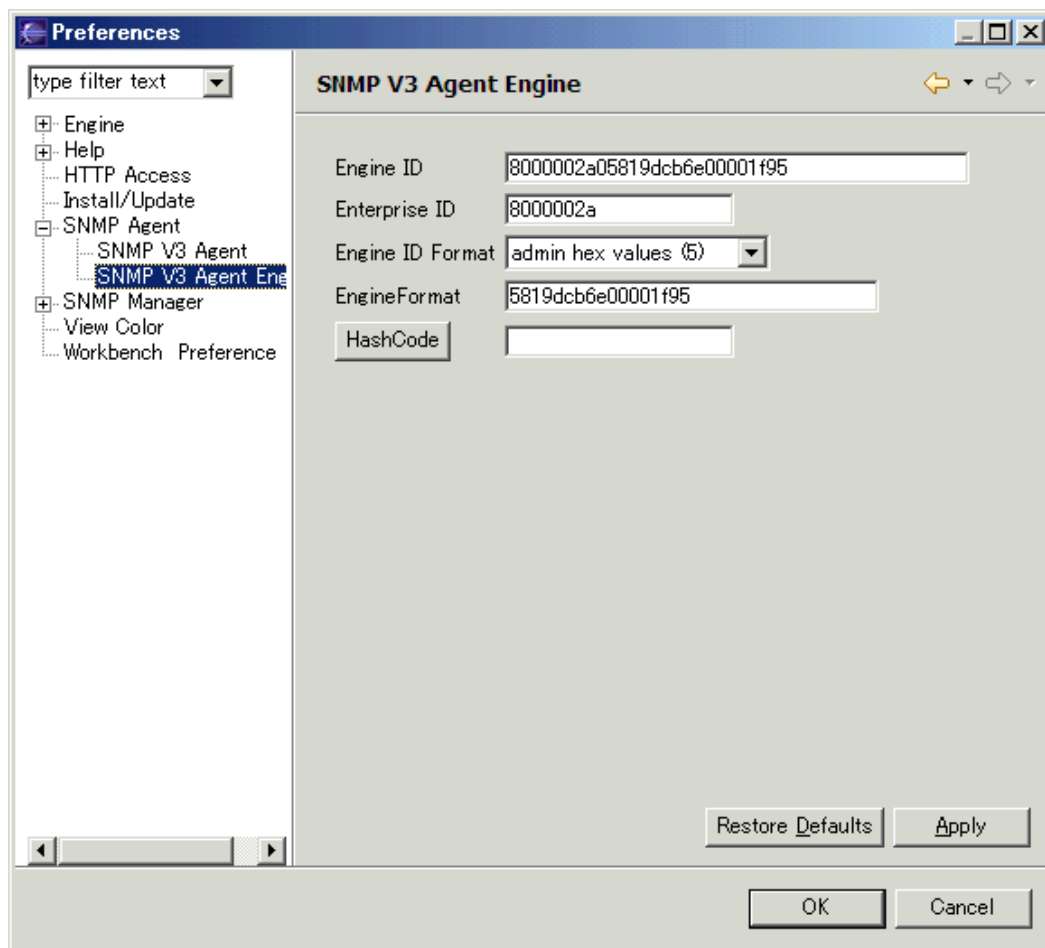 Preferences
type filter text
SNMP V3 Agent Engine
Engine
Help
HTTP Access
Install/Update
SNMP Agent
SNMP V3 Agent
SNMP V3 Agent Eng
SNMP Manager
View Color
Workbench Preference
Engine ID 8000002a05819dcb6e00001f95
Enterprise ID 8000002a
Engine ID Format admin hex values (5)
EngineFormat 5819dcb6e00001f95
HashCode
Restore Defaults Apply
OK Cancel